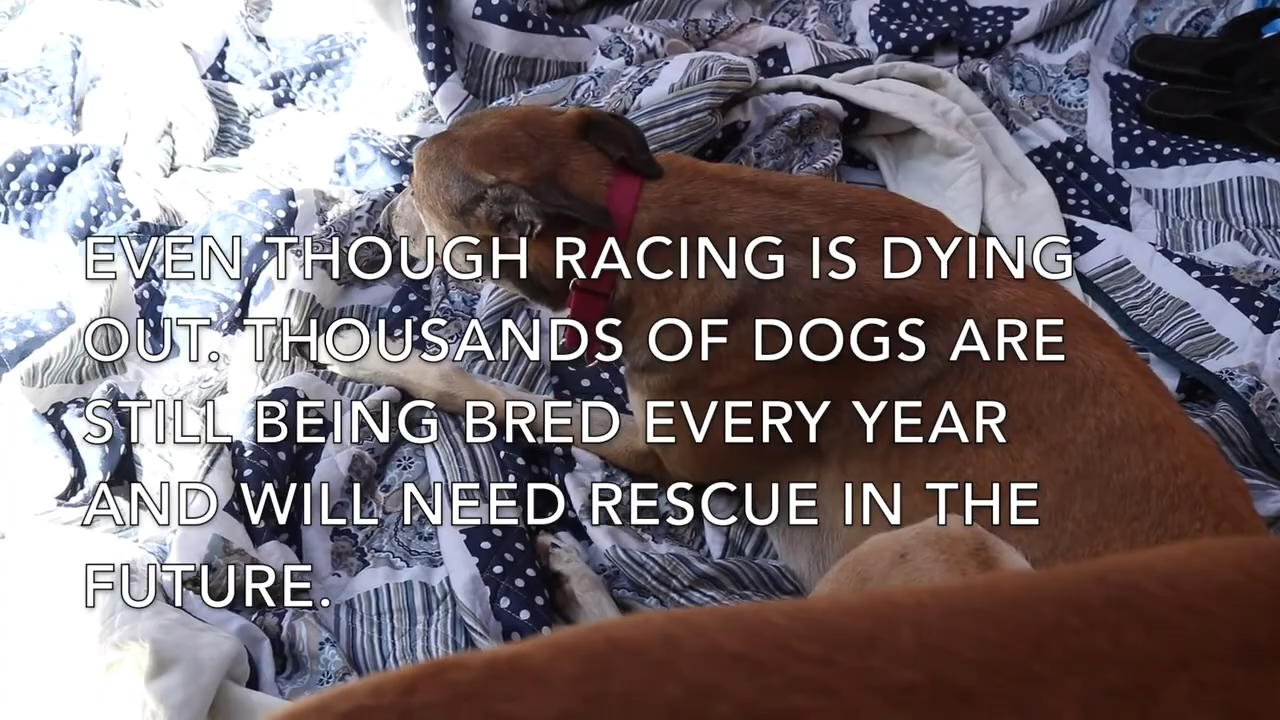 EVEN THOUGH RACING IS DYING
OUT. THOUSANDS OF DOGS ARE
STILL BEING BRED EVERY YEAR
AND WILL NEED RESCUE IN THE
FUTURE.